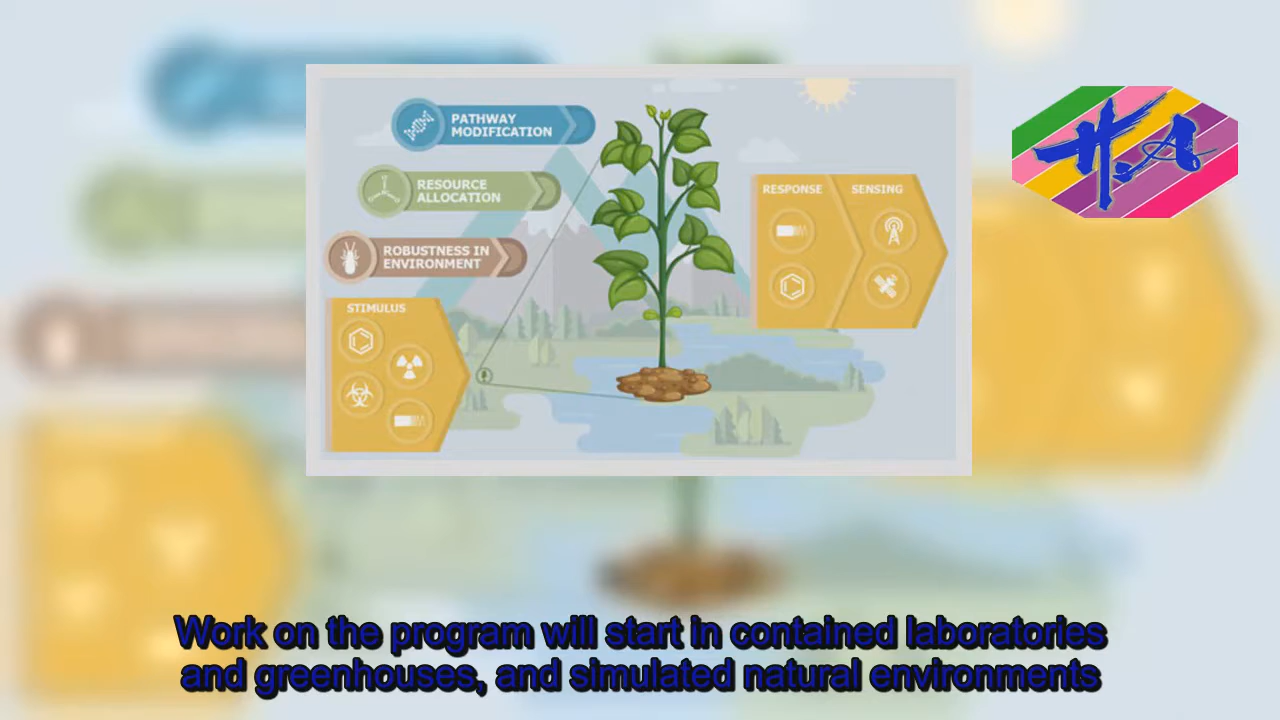 PATHWAY
MODIFICATION
RESOURCE
ALLOCATION
ROBUSTNESS IN
ENVIRONMENT
STIMULUS
RESPONSE
SENSING
H.A
Work on the program will start in contained laboratories
and greenhouses, and simulated natural environments